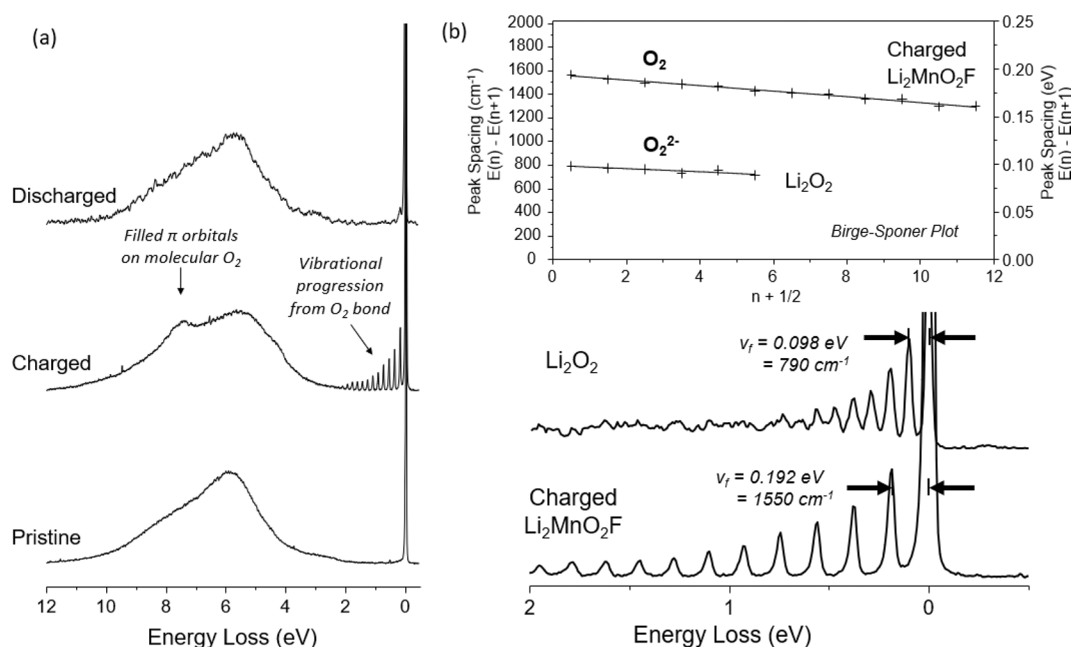 (a)
Discharged
Filled π orbitals
on molecular O₂
Vibrational
progression
from O₂ bond
Charged
Pristine
12 10 8 6 4 2 0
Energy Loss (eV)
(b)
Peak Spacing (cm⁻¹)
E(n) - E(n+1)
2000
1800
1600
1400
1200
1000
800
600
400
200
0
O₂
Charged
Li₂MnO₂F
O₂²⁻
Li₂O₂
Birge-Sponer Plot
0.25
0.20
0.15
0.10
0.05
0.00
Peak Spacing (eV)
E(n) - E(n+1)
0 2 4 6 8 10 12
n + 1/2
Li₂O₂
νf = 0.098 eV
= 790 cm⁻¹
Charged
Li₂MnO₂F
νf = 0.192 eV
= 1550 cm⁻¹
2 1 0
Energy Loss (eV)